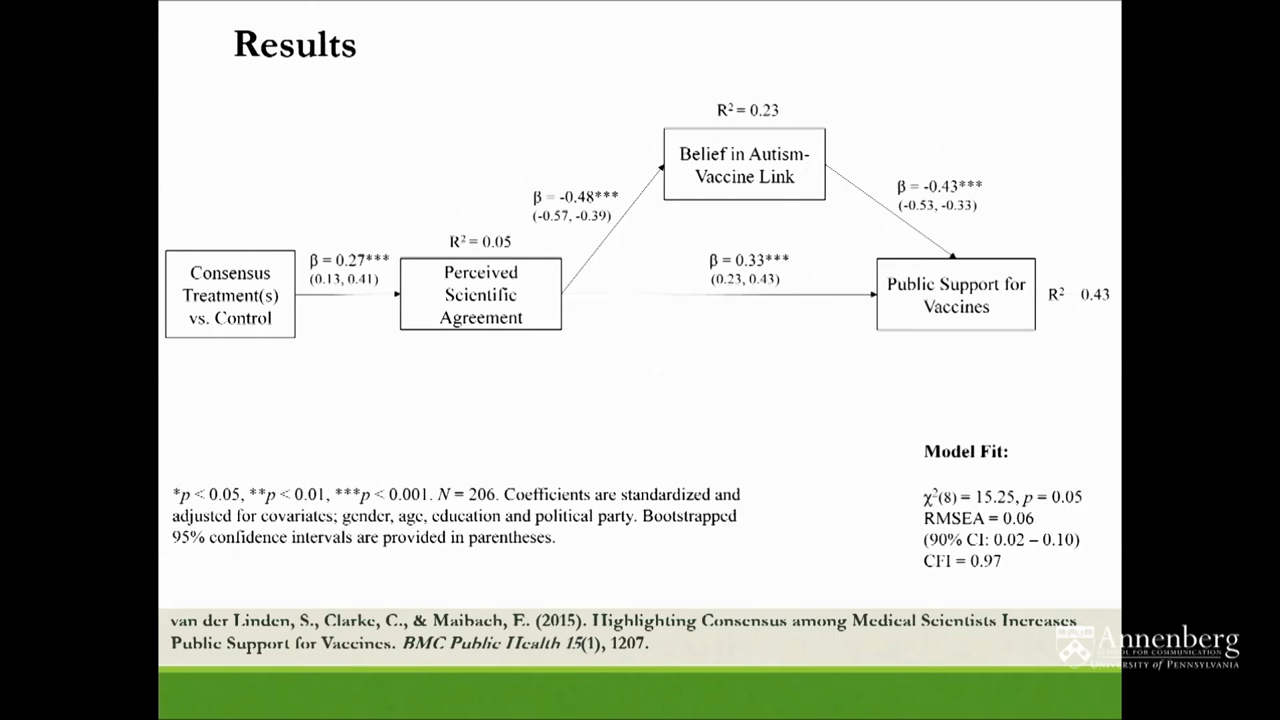 Results
R² = 0.23
Belief in Autism-
Vaccine Link
β = -0.48***
(-0.57, -0.39)
β = -0.43***
(-0.53, -0.33)
R² = 0.05
β = 0.27***
(0.13, 0.41)
β = 0.33***
(0.23, 0.43)
Consensus
Treatment(s)
vs. Control
Perceived
Scientific
Agreement
Public Support for
Vaccines
R² 0.43
Model Fit:
*p < 0.05, **p < 0.01, ***p < 0.001. N = 206. Coefficients are standardized and
adjusted for covariates; gender, age, education and political party. Bootstrapped
95% confidence intervals are provided in parentheses.
χ²(8) = 15.25, p = 0.05
RMSEA = 0.06
(90% CI: 0.02 – 0.10)
CFI = 0.97
van der Linden, S., Clarke, C., & Maibach, E. (2015). Highlighting Consensus among Medical Scientists Increases
Public Support for Vaccines. BMC Public Health 15(1), 1207.
Annenberg
SCHOOL FOR COMMUNICATION
UNIVERSITY of PENNSYLVANIA